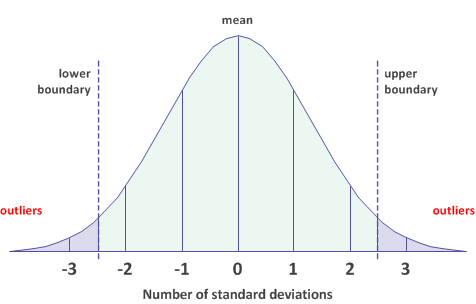 mean
lower
boundary
upper
boundary
outliers
outliers
-3 -2 -1 0 1 2 3
Number of standard deviations